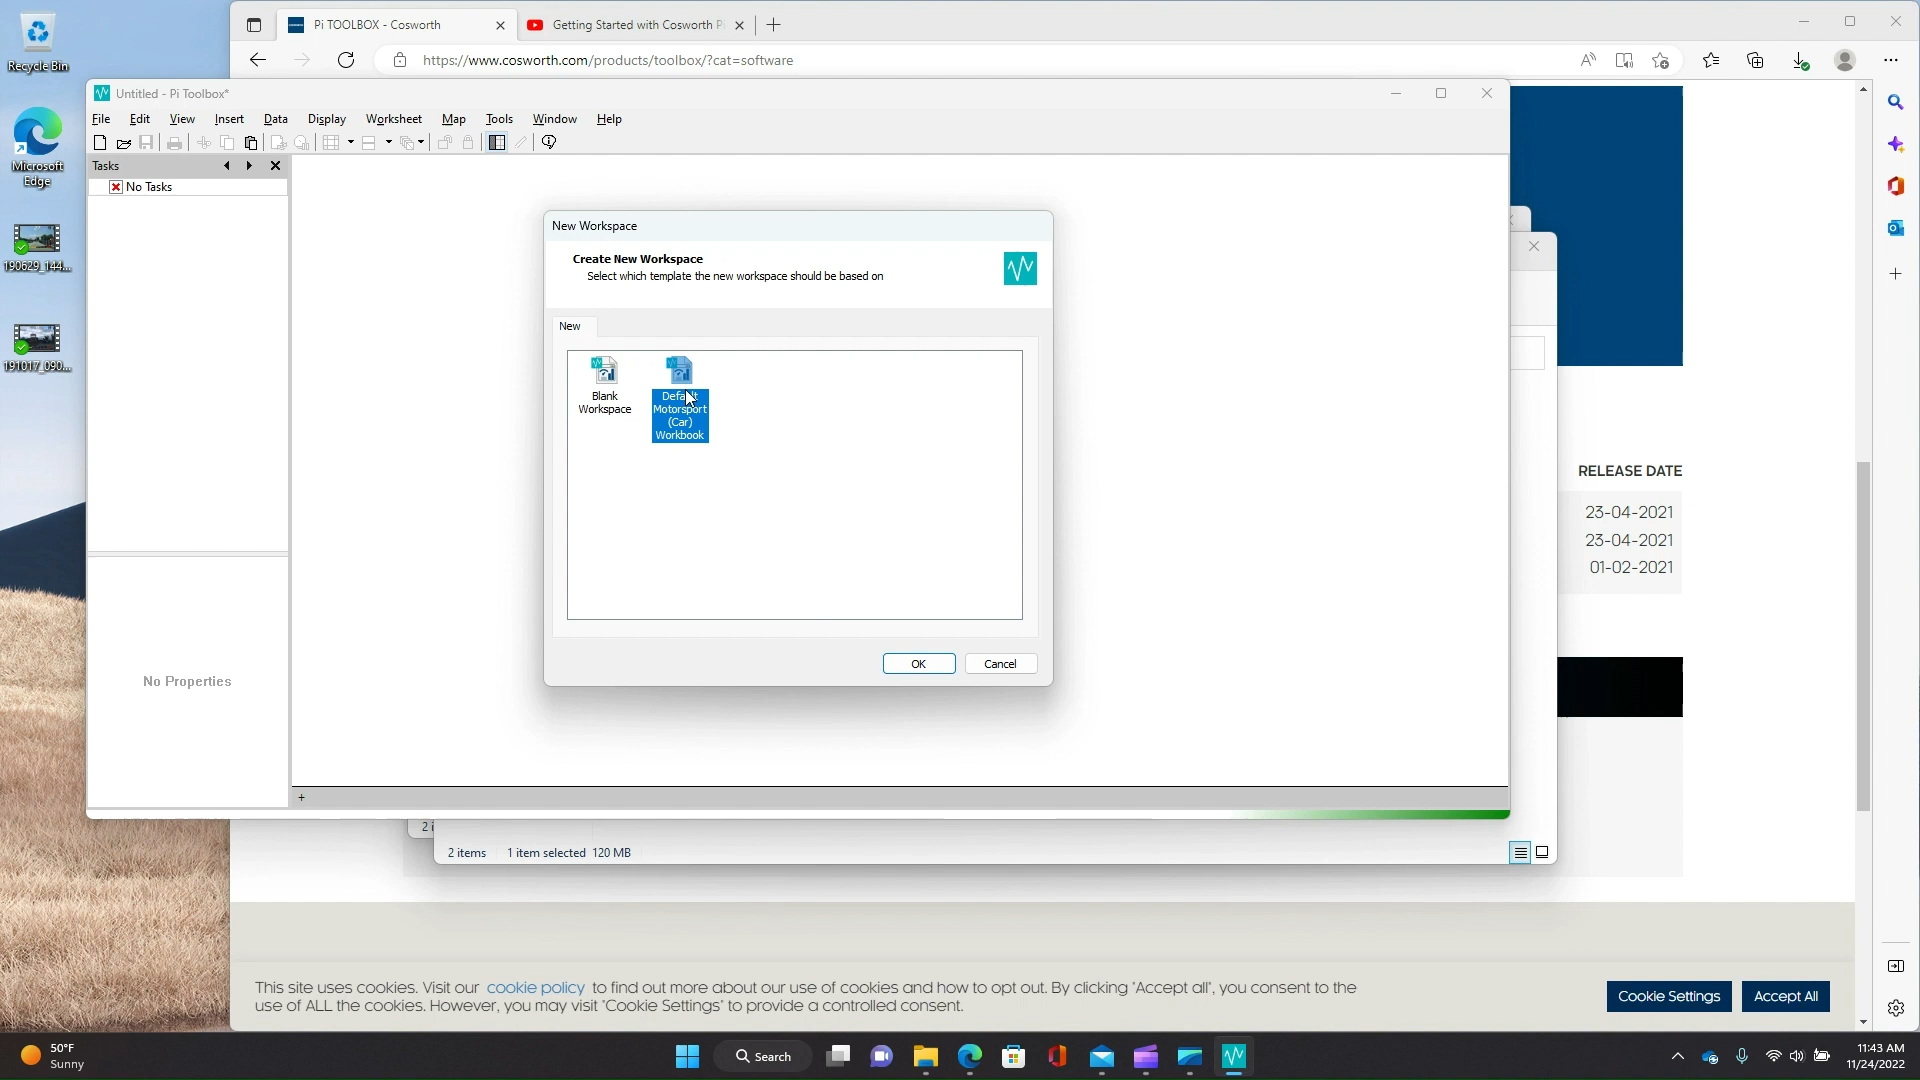 Recycle Bin
Microsoft
Edge
190629_144...
191017_090...
Pi TOOLBOX - Cosworth
Getting Started with Cosworth P
https://www.cosworth.com/products/toolbox/?cat=software
Untitled - Pi Toolbox*
File Edit View Insert Data Display Worksheet Map Tools Window Help
Tasks
No Tasks
No Properties
New Workspace
Create New Workspace
Select which template the new workspace should be based on
New
Blank
Workspace
Default
Motorsport
(Car)
Workbook
OK Cancel
+
RELEASE DATE
23-04-2021
23-04-2021
01-02-2021
2 i
2 items 1 item selected 120 MB
This site uses cookies. Visit our cookie policy to find out more about our use of cookies and how to opt out. By clicking "Accept all", you consent to the
use of ALL the cookies. However, you may visit "Cookie Settings" to provide a controlled consent.
Cookie Settings Accept All
50°F
Sunny
Search
11:43 AM
11/24/2022